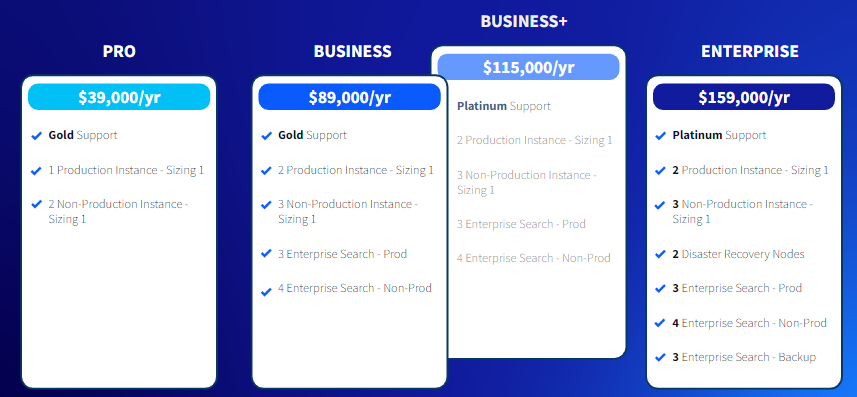 PRO
$39,000/yr
Gold Support
1 Production Instance - Sizing 1
2 Non-Production Instance -
Sizing 1
BUSINESS
$89,000/yr
Gold Support
2 Production Instance - Sizing 1
3 Non-Production Instance -
Sizing 1
3 Enterprise Search - Prod
4 Enterprise Search - Non-Prod
BUSINESS+
$115,000/yr
Platinum Support
2 Production Instance - Sizing 1
3 Non-Production Instance -
Sizing 1
3 Enterprise Search - Prod
4 Enterprise Search - Non-Prod
ENTERPRISE
$159,000/yr
Platinum Support
2 Production Instance - Sizing 1
3 Non-Production Instance -
Sizing 1
2 Disaster Recovery Nodes
3 Enterprise Search - Prod
4 Enterprise Search - Non-Prod
3 Enterprise Search - Backup